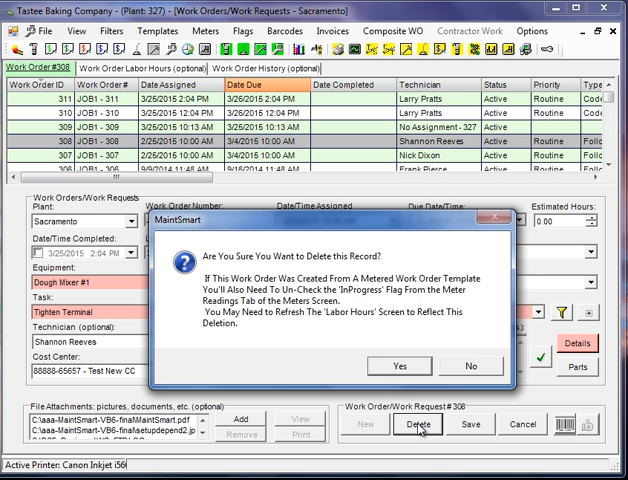 Tastee Baking Company - (Plant: 327) - [Work Orders/Work Requests - Sacramento]
File View Filters Templates Meters Flags Barcodes Invoices Composite WO Contractor Work Options
Work Order #308 Work Order Labor Hours (optional) Work Order History (optional)
Work Order ID Work Order # Date Assigned Date Due Date Completed Technician Status Priority Type
311 JOB1 - 311 3/25/2015 2:04 PM 3/26/2015 2:04 PM Larry Pratts Active Routine Code
310 JOB1 - 310 3/25/2015 12:04 PM 3/26/2015 12:04 PM Larry Pratts Active Routine Code
309 JOB1 - 309 3/25/2015 10:13 AM 3/26/2015 10:13 AM No Assignment - 327 Active
308 JOB1 - 308 2/25/2015 10:00 AM 3/4/2015 10:00 AM Shannon Reeves Active Routine Follo
307 JOB1 - 307 2/25/2015 10:00 AM 3/4/2015 10:00 AM Nick Dixon Active Routine Follo
306 JOB1 - 306 9/9/2014 11:48 AM 9/16/2014 11:48 AM Frank Pierce Active Routine
Work Orders/Work Requests
Plant: Work Order Number: Date/Time Assigned Due Date/Time: Estimated Hours:
Sacramento 0.00
MaintSmart
Are You Sure You Want to Delete this Record?
If This Work Order Was Created From A Metered Work Order Template
You'll Also Need To Un-Check the 'InProgress' Flag From the Meter
Readings Tab of the Meters Screen.
You May Need to Refresh The 'Labor Hours' Screen to Reflect This
Deletion.
Yes No
Date/Time Completed:
3/25/2015 2:04 PM
Equipment:
Dough Mixer #1
Task:
Tighten Terminal
Technician (optional):
Shannon Reeves
Cost Center:
88888-65657 - Test New CC
Details
Parts
File Attachments: pictures, documents, etc. (optional)
C:\aaa-MaintSmart-VB6-final\MaintSmart.pdf
C:\aaa-MaintSmart-VB6-final\setupdepend2.jp
Add View
Remove Print
Work Order/Work Request # 308
New Delete Save Cancel
Active Printer: Canon Inkjet i560